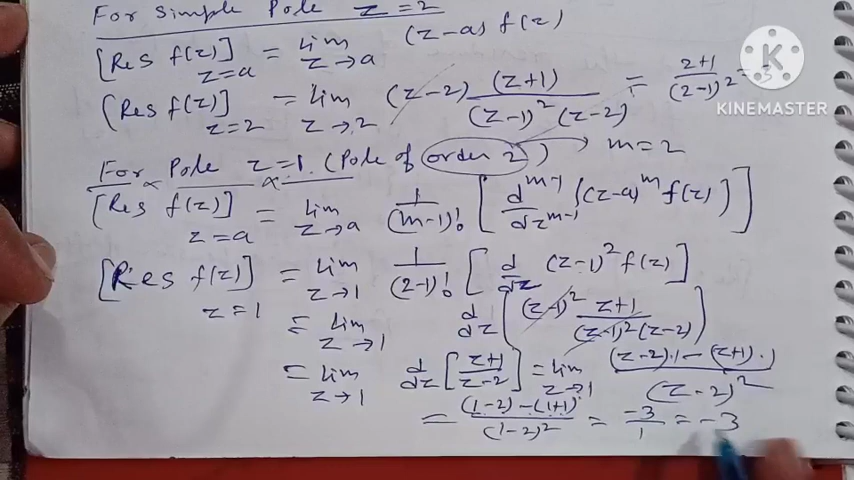 For Simple Pole z=2
[Res f(z)] z=a = lim z→a (z-a) f(z)
(Res f(z)] z=2 = lim z→2 (z-2) (z+1)/(z-1)²(z-2) = 2+1/(2-1)² = 3
K
KINEMASTER
For Pole z=1. (Pole of order 2) → m=2
[Res f(z)] z=a = lim z→a 1/(m-1)! [d^(m-1)/dz^(m-1) {(z-a)^m f(z)}]
[Res f(z)] z=1 = lim z→1 1/(2-1)! [d/dz (z-1)² f(z)]
= lim z→1 d/dz [(z-1)² z+1/(z-1)²(z-2)]
= lim z→1 d/dz [z+1/z-2] = lim z→1 (z-2).1 - (z+1).1/(z-2)²
= (1-2)-(1+1)/(1-2)² = -3/1 = -3